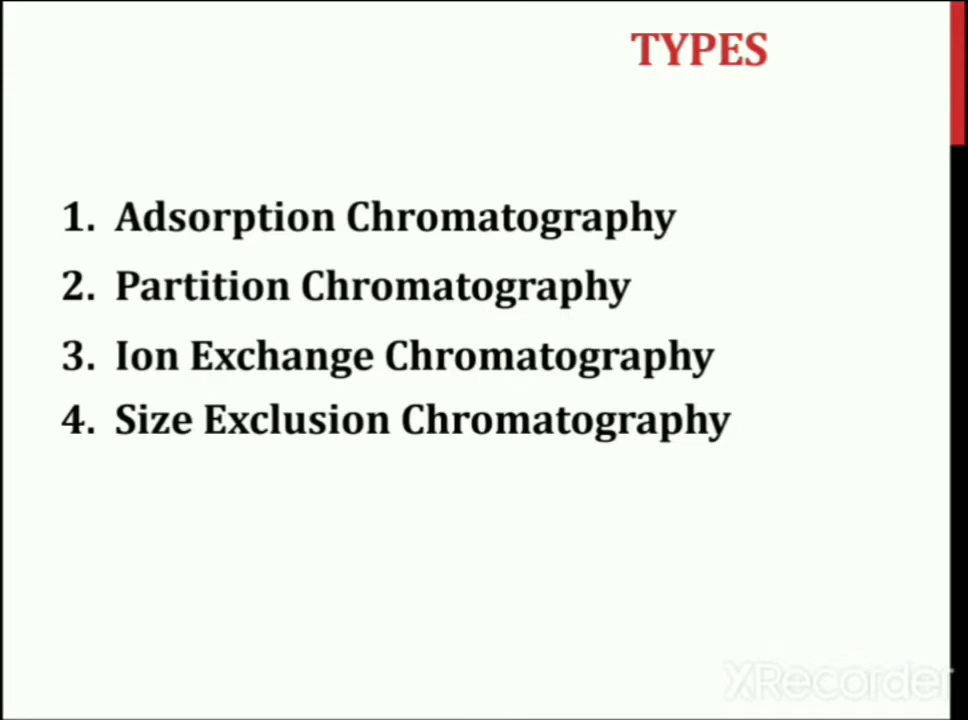 TYPES
1. Adsorption Chromatography
2. Partition Chromatography
3. Ion Exchange Chromatography
4. Size Exclusion Chromatography
XRecorder